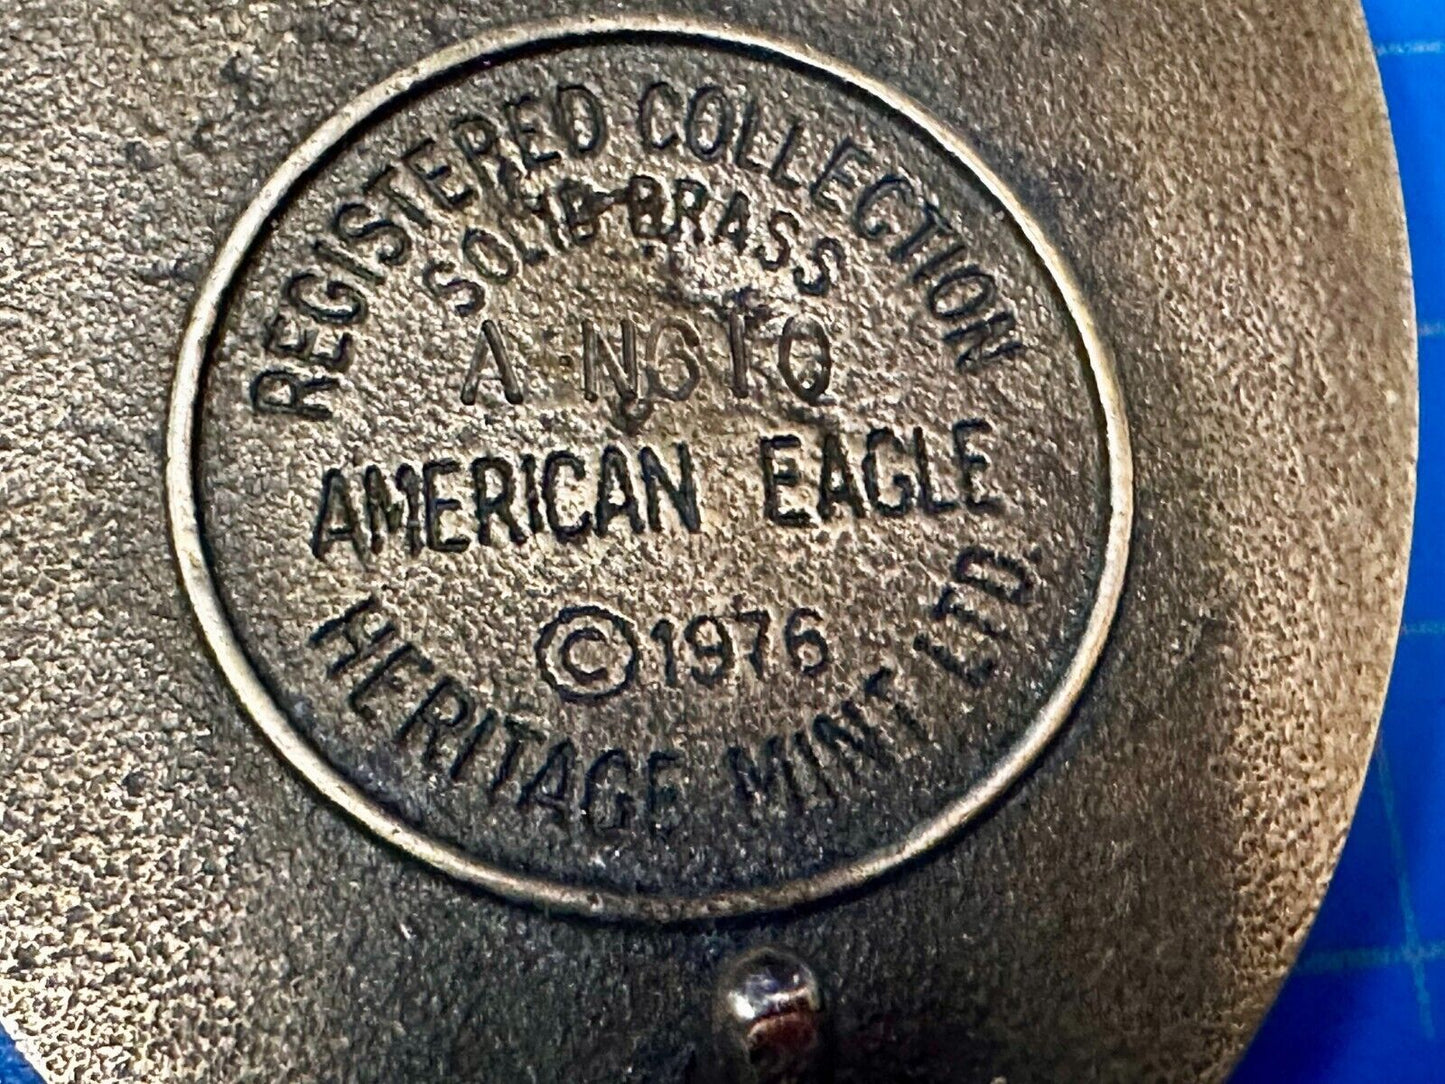 REGISTERED COLLECTION
SOLID BRASS
AMERICAN EAGLE
© 1976
HERITAGE MINT LTD